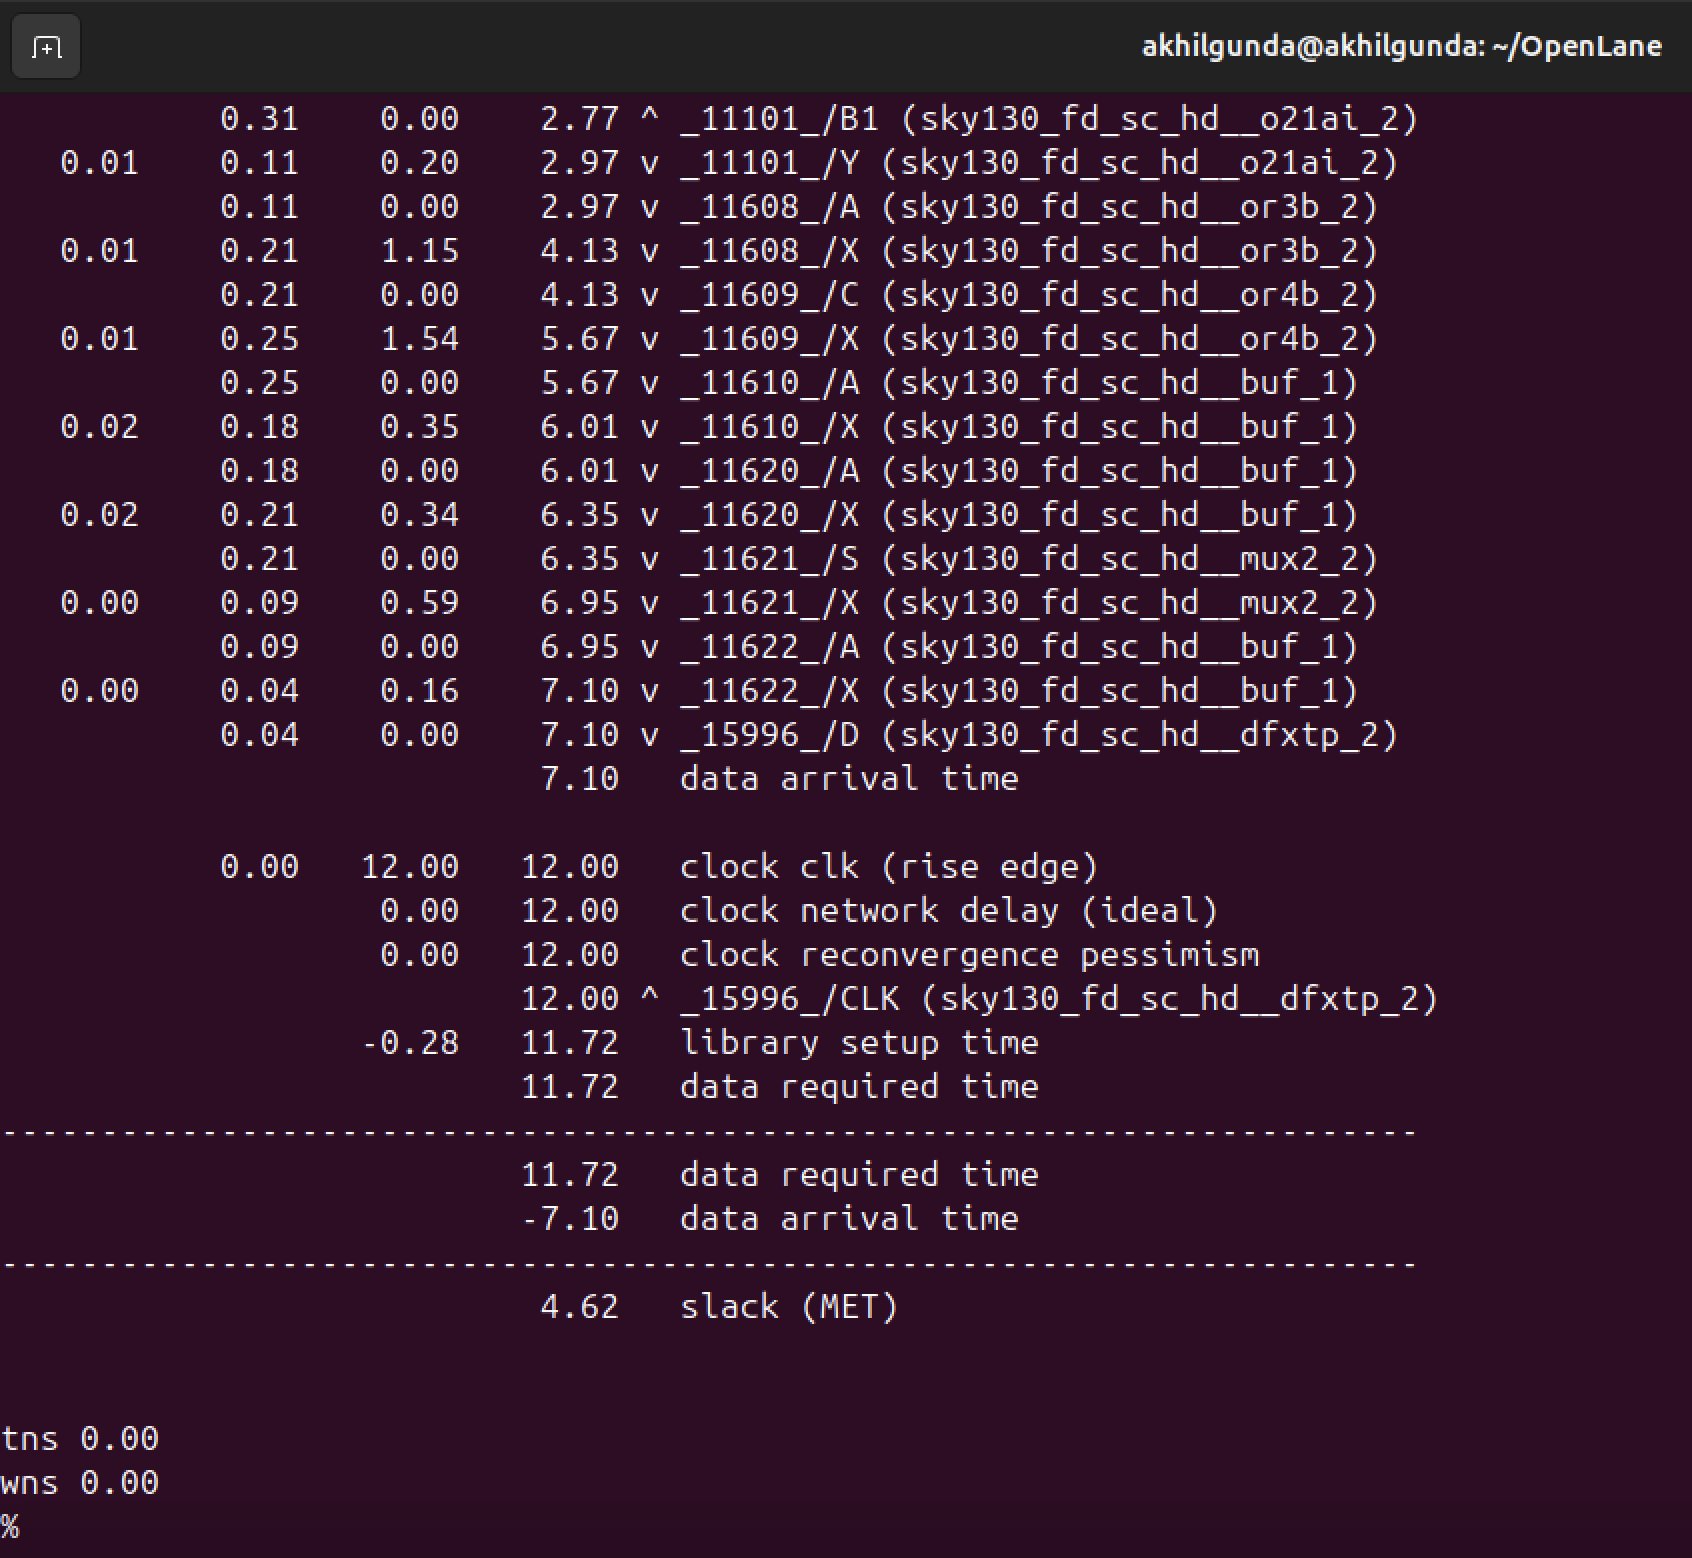 akhilgunda@akhilgunda: ~/OpenLane
0.31 0.00 2.77 ^ _11101_/B1 (sky130_fd_sc_hd__o21ai_2)
0.01 0.11 0.20 2.97 v _11101_/Y (sky130_fd_sc_hd__o21ai_2)
0.11 0.00 2.97 v _11608_/A (sky130_fd_sc_hd__or3b_2)
0.01 0.21 1.15 4.13 v _11608_/X (sky130_fd_sc_hd__or3b_2)
0.21 0.00 4.13 v _11609_/C (sky130_fd_sc_hd__or4b_2)
0.01 0.25 1.54 5.67 v _11609_/X (sky130_fd_sc_hd__or4b_2)
0.25 0.00 5.67 v _11610_/A (sky130_fd_sc_hd__buf_1)
0.02 0.18 0.35 6.01 v _11610_/X (sky130_fd_sc_hd__buf_1)
0.18 0.00 6.01 v _11620_/A (sky130_fd_sc_hd__buf_1)
0.02 0.21 0.34 6.35 v _11620_/X (sky130_fd_sc_hd__buf_1)
0.21 0.00 6.35 v _11621_/S (sky130_fd_sc_hd__mux2_2)
0.00 0.09 0.59 6.95 v _11621_/X (sky130_fd_sc_hd__mux2_2)
0.09 0.00 6.95 v _11622_/A (sky130_fd_sc_hd__buf_1)
0.00 0.04 0.16 7.10 v _11622_/X (sky130_fd_sc_hd__buf_1)
0.04 0.00 7.10 v _15996_/D (sky130_fd_sc_hd__dfxtp_2)
7.10 data arrival time
0.00 12.00 12.00 clock clk (rise edge)
0.00 12.00 clock network delay (ideal)
0.00 12.00 clock reconvergence pessimism
12.00 ^ _15996_/CLK (sky130_fd_sc_hd__dfxtp_2)
-0.28 11.72 library setup time
11.72 data required time
-----------------------------------------------------------------------
11.72 data required time
-7.10 data arrival time
-----------------------------------------------------------------------
4.62 slack (MET)
tns 0.00
wns 0.00
%